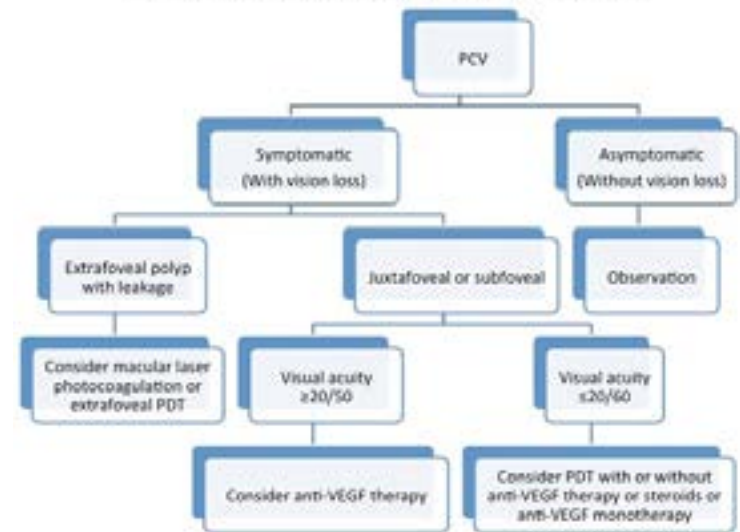 PCV
Symptomatic
(With vision loss)
Asymptomatic
(Without vision loss)
Extrafoveal polyp
with leakage
Juxtafoveal or subfoveal
Observation
Consider macular laser
photocoagulation or
extrafoveal PDT
Visual acuity
≥20/50
Visual acuity
≤20/60
Consider anti-VEGF therapy
Consider PDT with or without
anti-VEGF therapy or steroids or
anti-VEGF monotherapy